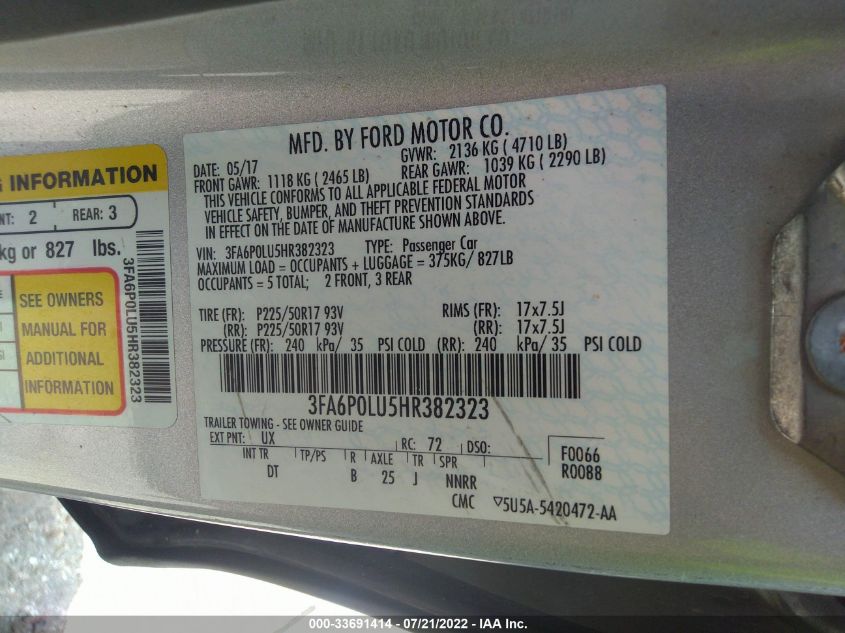 MFD. BY FORD MOTOR CO.
DATE: 05/17 GVWR: 2136 KG ( 4710 LB)
FRONT GAWR: 1118 KG ( 2465 LB) REAR GAWR: 1039 KG ( 2290 LB)
THIS VEHICLE CONFORMS TO ALL APPLICABLE FEDERAL MOTOR
VEHICLE SAFETY, BUMPER, AND THEFT PREVENTION STANDARDS
IN EFFECT ON THE DATE OF MANUFACTURE SHOWN ABOVE.
VIN: 3FA6P0LU5HR382323 TYPE: Passenger Car
MAXIMUM LOAD = OCCUPANTS + LUGGAGE = 375KG/ 827LB
OCCUPANTS = 5 TOTAL; 2 FRONT, 3 REAR
TIRE (FR): P225/50R17 93V RIMS (FR): 17x7.5J
(RR): P225/50R17 93V (RR): 17x7.5J
PRESSURE (FR): 240 kPa/ 35 PSI COLD (RR): 240 kPa/ 35 PSI COLD
3FA6P0LU5HR382323
TRAILER TOWING - SEE OWNER GUIDE
EXT PNT: UX RC: 72 DSO:
INT TR TP/PS R AXLE TR SPR
DT B 25 J NNRR
F0066
R0088
CMC ▽5U5A-5420472-AA
INFORMATION
2 REAR: 3
kg or 827 lbs.
SEE OWNERS
MANUAL FOR
ADDITIONAL
INFORMATION
3FA6P0LU5HR382323
000-33691414 - 07/21/2022 - IAA Inc.